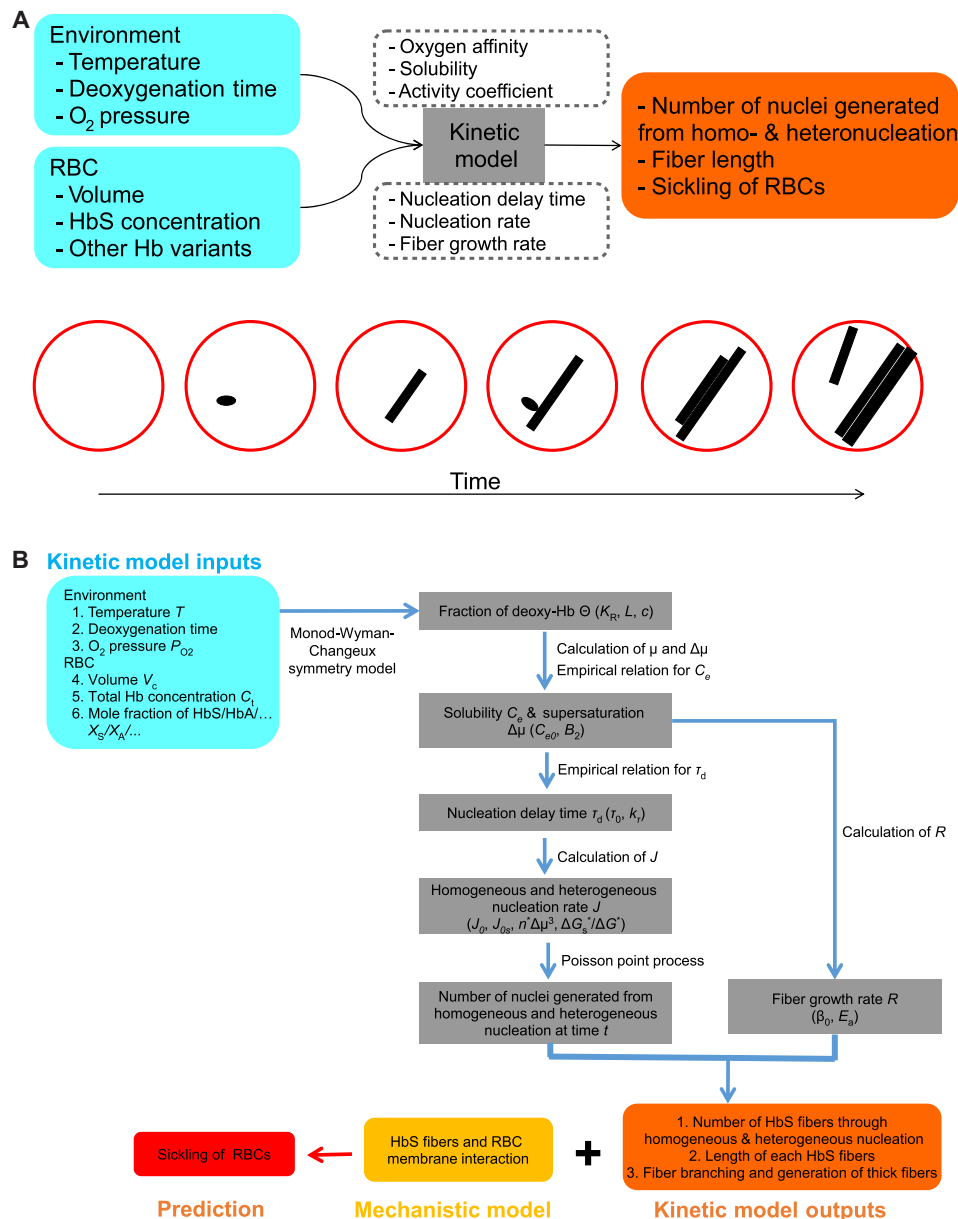 A
Environment
- Temperature
- Deoxygenation time
- O2 pressure
RBC
- Volume
- HbS concentration
- Other Hb variants
- Oxygen affinity
- Solubility
- Activity coefficient
Kinetic
model
- Nucleation delay time
- Nucleation rate
- Fiber growth rate
- Number of nuclei generated
from homo- & heteronucleation
- Fiber length
- Sickling of RBCs
Time
B
Kinetic model inputs
Environment
1. Temperature T
2. Deoxygenation time
3. O2 pressure PO2
RBC
4. Volume Vc
5. Total Hb concentration Ct
6. Mole fraction of HbS/HbA/…
XS/XA/...
Monod-Wyman-
Changeux
symmetry model
Fraction of deoxy-Hb Θ (KR, L, c)
Calculation of µ and Δµ
Empirical relation for Ce
Solubility Ce & supersaturation
Δµ (Ce0, B2)
Empirical relation for τd
Nucleation delay time τd (τ0, kτ)
Calculation of J
Calculation of R
Homogeneous and heterogeneous
nucleation rate J
(J0, J0s, n*Δµ3, ΔGs*/ΔG*)
Poisson point process
Number of nuclei generated from
homogeneous and heterogeneous
nucleation at time t
Fiber growth rate R
(β0, Ea)
Sickling of RBCs
HbS fibers and RBC
membrane interaction
+
1. Number of HbS fibers through
homogeneous & heterogeneous nucleation
2. Length of each HbS fibers
3. Fiber branching and generation of thick fibers
Prediction
Mechanistic model
Kinetic model outputs